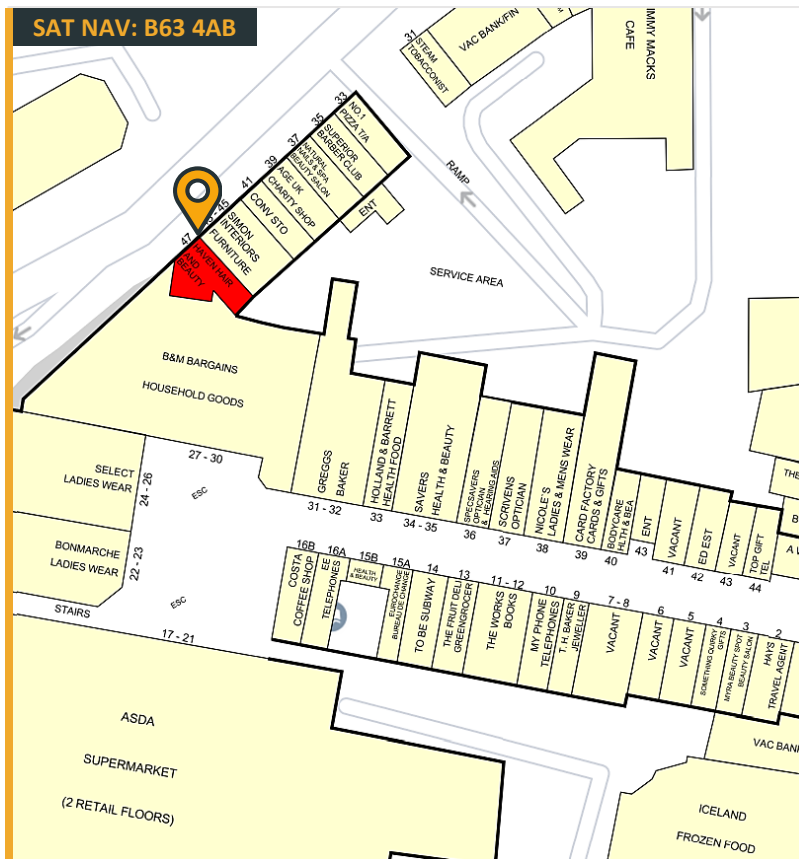 SAT NAV: B63 4AB
31
STEAM
TOBACCONIST
VAC BANK/FIN
JIMMY MACKS
CAFE
33
NO.1
PIZZA T/A
35
SUPERIOR
BARBER CLUB
37
NATURAL
NAILS & SPA
BEAUTY SALON
39
AGE UK
CHARITY SHOP
41
CONV STO
45
SIMON
INTERIORS
FURNITURE
47
HAVEN HAIR
AND
BEAUTY
ENT
RAMP
SERVICE AREA
B&M BARGAINS
HOUSEHOLD GOODS
27 - 30
SELECT
LADIES WEAR
24 - 26
ESC
BONMARCHE
LADIES WEAR
22 - 23
ESC
STAIRS
17 - 21
GREGGS
BAKER
31 - 32
HOLLAND & BARRETT
HEALTH FOOD
33
SAVERS
HEALTH & BEAUTY
34 - 35
SPECSAVERS
OPTICIAN
& HEARING AIDS
36
SCRIVENS
OPTICIAN
37
NICOLE'S
LADIES & MENS WEAR
38
CARD FACTORY
CARDS & GIFTS
39
BODYCARE
HLTH & BEA
40
ENT
43
VACANT
41
ED EST
42
VACANT
43
TOP GIFT
TEL
44
THE
B
A V
16B
COSTA
COFFEE SHOP
16A
EE
TELEPHONES
15B
HEALTH
& BEAUTY
15A
EUROCHANGE
BUREAU DE CHANGE
14
TO BE SUBWAY
13
THE FRUIT DELI
GREENGROCER
11 - 12
THE WORKS
BOOKS
10
MY PHONE
TELEPHONES
9
T. H. BAKER
JEWELLER
7 - 8
VACANT
6
VACANT
5
VACANT
4
SOMETHING QUIRKY
GIFTS
3
MYRA BEAUTY SPOT
BEAUTY SALON
2
HAYS
TRAVEL AGENT
ASDA
SUPERMARKET
(2 RETAIL FLOORS)
VAC BANK
ICELAND
FROZEN FOOD